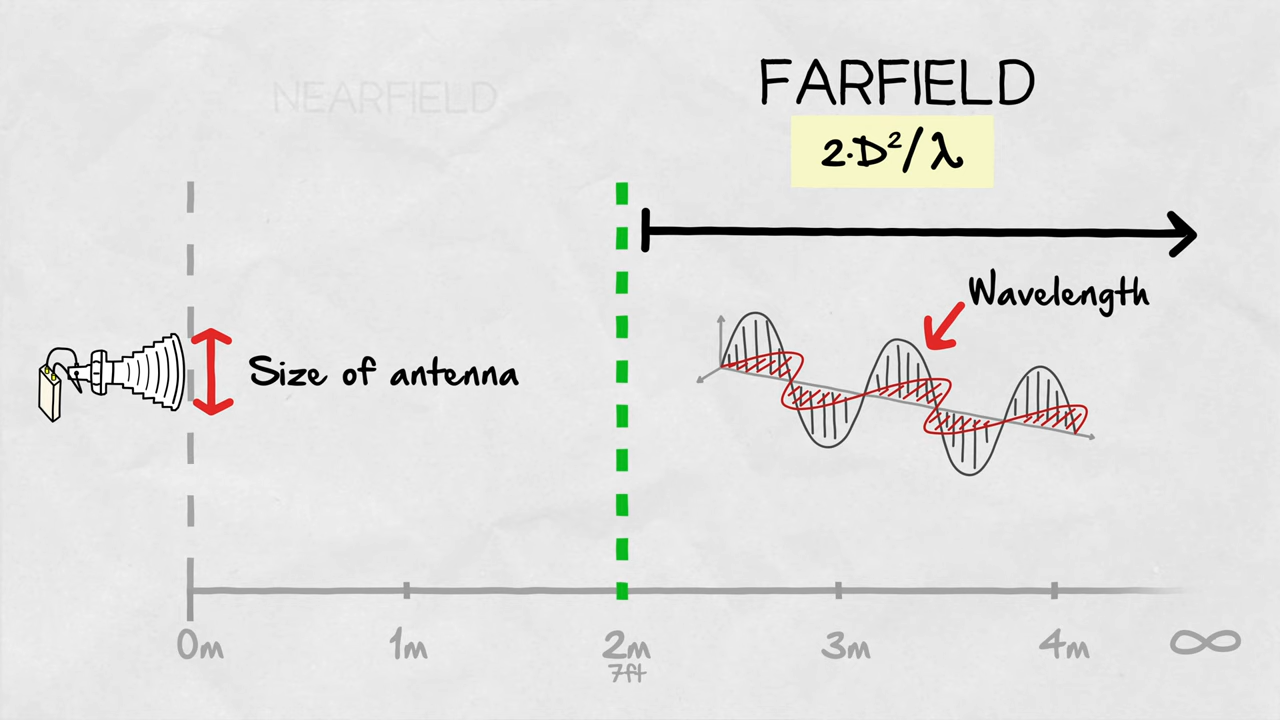 NEARFIELD
FARFIELD
2·D²/λ
Wavelength
Size of antenna
0m 1m 2m 3m 4m ∞
7ft